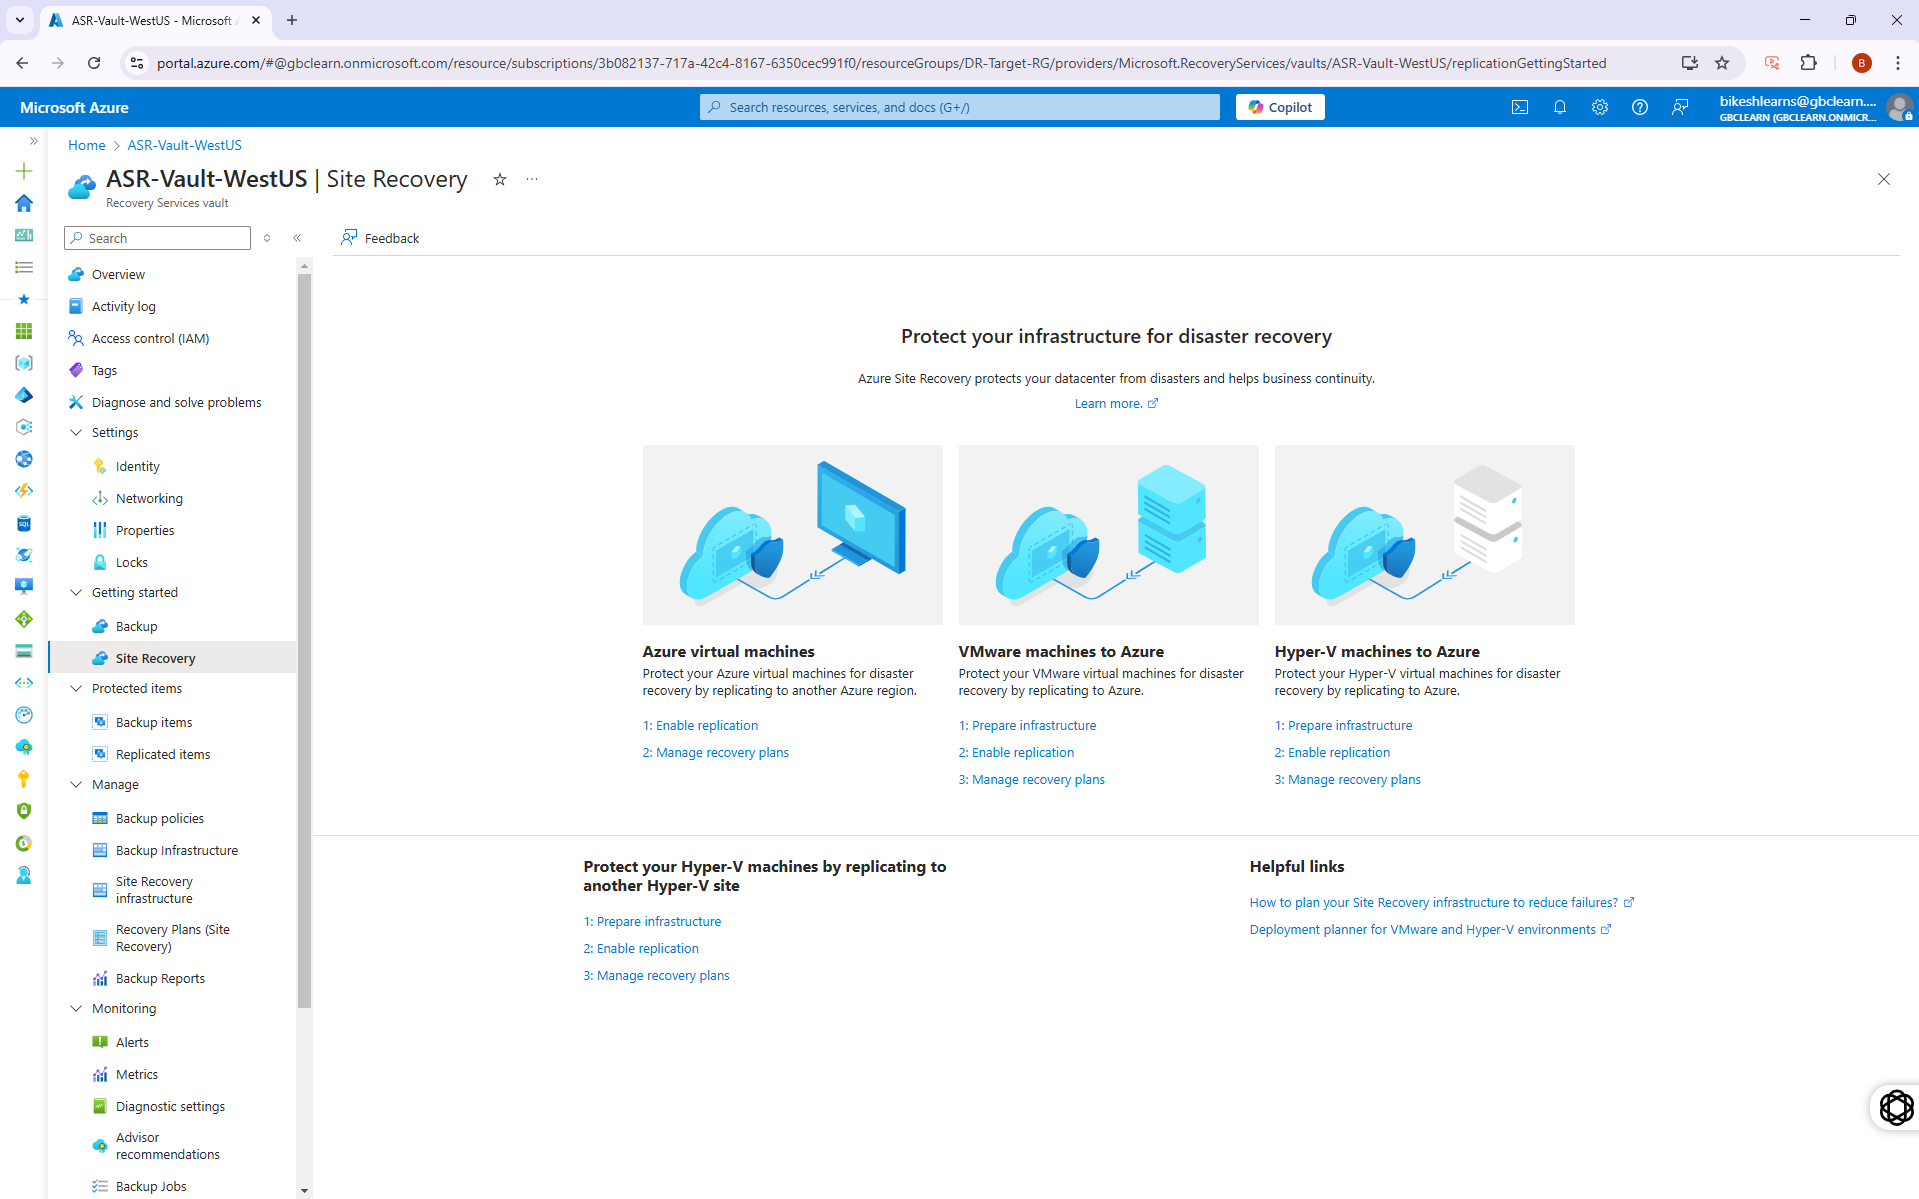 ASR-Vault-WestUS - Microsoft A
portal.azure.com/#@gbclearn.onmicrosoft.com/resource/subscriptions/3b082137-717a-42c4-8167-6350cec991f0/resourceGroups/DR-Target-RG/providers/Microsoft.RecoveryServices/vaults/ASR-Vault-WestUS/replicationGettingStarted
B
Microsoft Azure
Search resources, services, and docs (G+/)
Copilot
bikeshlearns@gbclearn....
GBCLEARN (GBCLEARN.ONMICR...
Home > ASR-Vault-WestUS
ASR-Vault-WestUS | Site Recovery
Recovery Services vault
Search
Feedback
Overview
Activity log
Access control (IAM)
Tags
Diagnose and solve problems
Settings
Identity
Networking
Properties
Locks
Getting started
Backup
Site Recovery
Protected items
Backup items
Replicated items
Manage
Backup policies
Backup Infrastructure
Site Recovery
infrastructure
Recovery Plans (Site
Recovery)
Backup Reports
Monitoring
Alerts
Metrics
Diagnostic settings
Advisor
recommendations
Backup Jobs
Protect your infrastructure for disaster recovery
Azure Site Recovery protects your datacenter from disasters and helps business continuity.
Learn more.
Azure virtual machines
Protect your Azure virtual machines for disaster
recovery by replicating to another Azure region.
1: Enable replication
2: Manage recovery plans
VMware machines to Azure
Protect your VMware virtual machines for disaster
recovery by replicating to Azure.
1: Prepare infrastructure
2: Enable replication
3: Manage recovery plans
Hyper-V machines to Azure
Protect your Hyper-V virtual machines for disaster
recovery by replicating to Azure.
1: Prepare infrastructure
2: Enable replication
3: Manage recovery plans
Protect your Hyper-V machines by replicating to
another Hyper-V site
1: Prepare infrastructure
2: Enable replication
3: Manage recovery plans
Helpful links
How to plan your Site Recovery infrastructure to reduce failures?
Deployment planner for VMware and Hyper-V environments